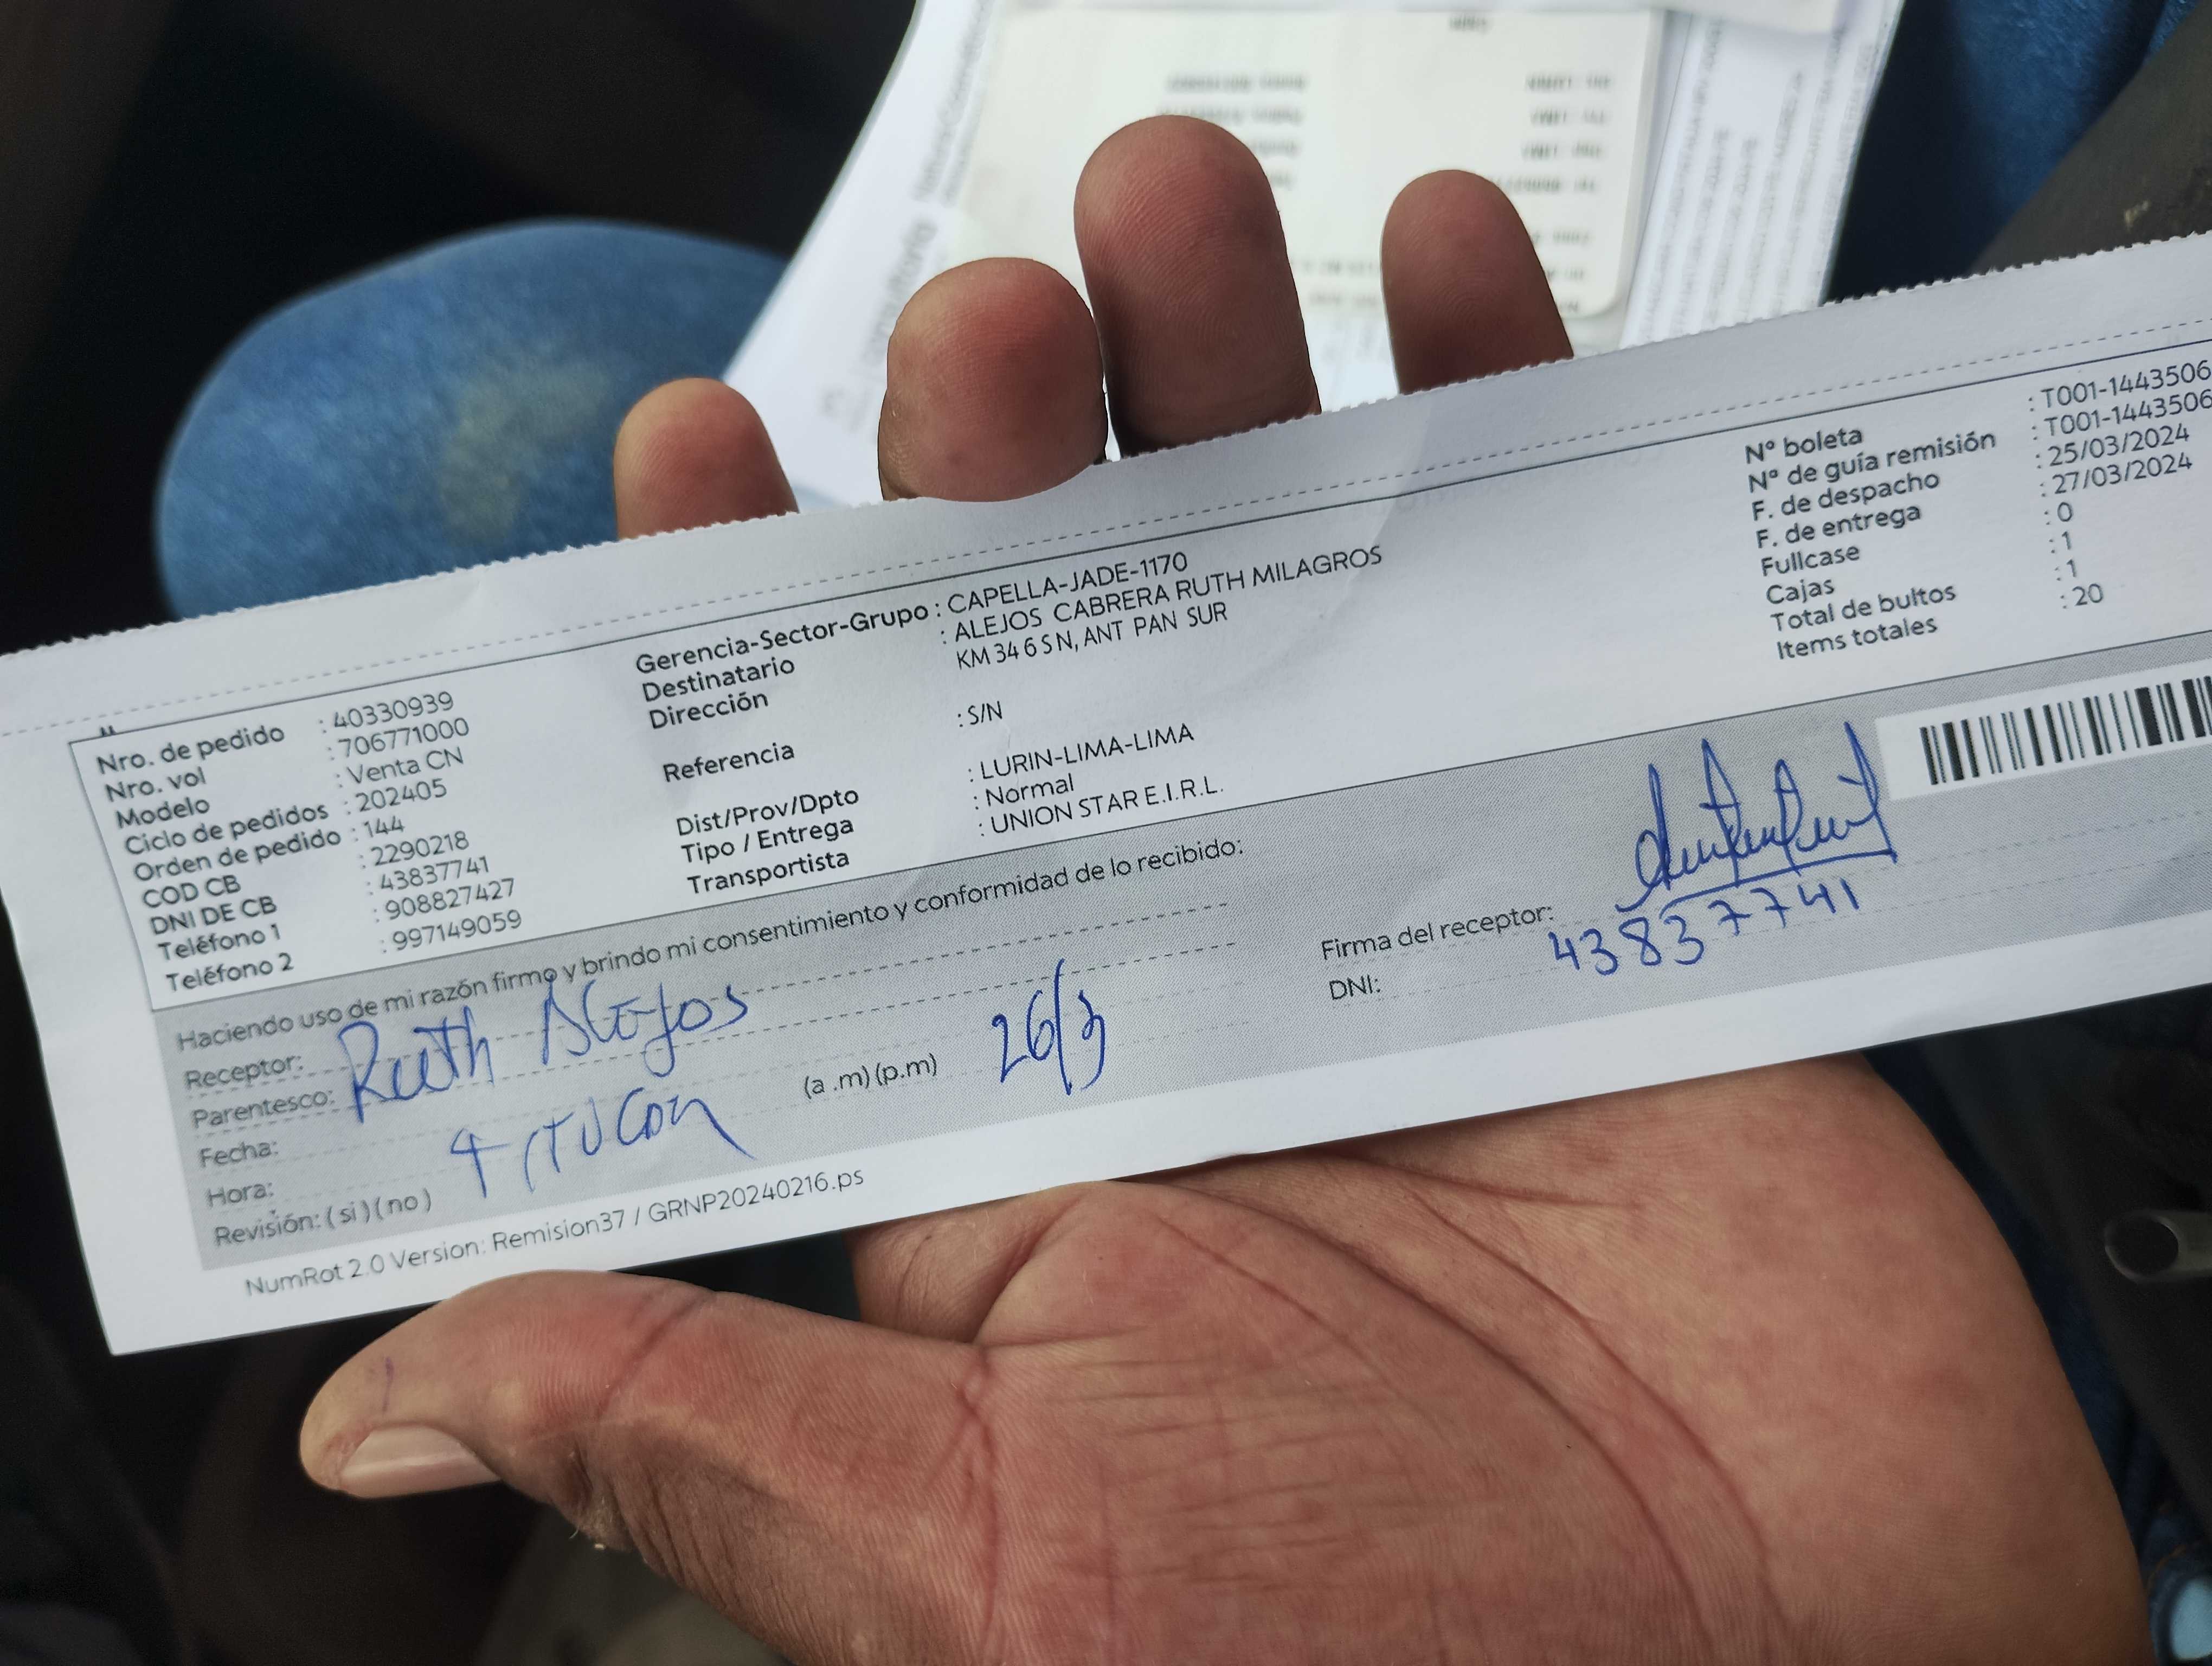 Nro. de pedido : 40330939
Nro. vol : 706771000
Modelo : Venta CN
Ciclo de pedidos : 202405
Orden de pedido : 144
COD CB : 2290218
DNI DE CB : 43837741
Teléfono 1 : 908827427
Teléfono 2 : 997149059
Gerencia-Sector-Grupo : CAPELLA-JADE-1170
Destinatario : ALEJOS CABRERA RUTH MILAGROS
Dirección KM 34 6 S N, ANT PAN SUR
Referencia : S/N
Dist/Prov/Dpto : LURIN-LIMA-LIMA
Tipo / Entrega : Normal
Transportista : UNION STAR E.I.R.L.
Nº boleta : T001-1443506
Nº de guía remisión : T001-1443506
F. de despacho : 25/03/2024
F. de entrega : 27/03/2024
Fullcase : 0
Cajas : 1
Total de bultos : 1
Items totales : 20
Haciendo uso de mi razón firmo y brindo mi consentimiento y conformidad de lo recibido:
Receptor: Ruth Alejos
Parentesco:
Fecha:
Hora: (a .m) (p.m) 26/3
Revisión: ( si ) ( no )
Firma del receptor:
DNI: 43837741
NumRot 2.0 Version: Remision37 / GRNP20240216.ps